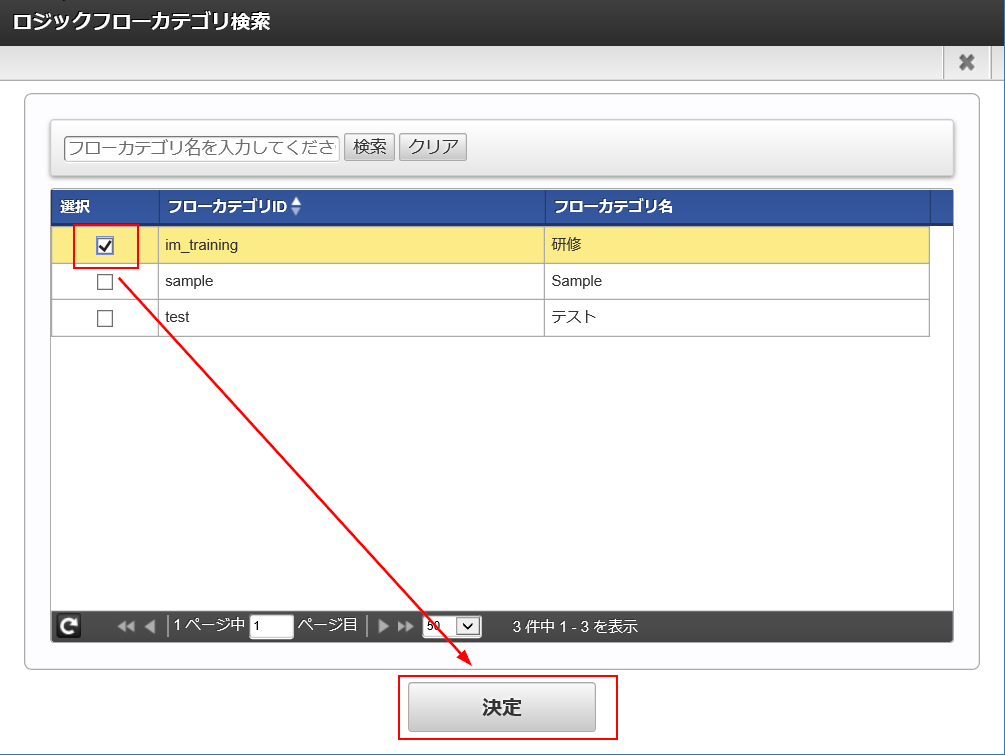 ロジックフローカテゴリ検索
フローカテゴリ名を入力してくださ 検索 クリア
選択 フローカテゴリID フローカテゴリ名
im_training 研修
sample Sample
test テスト
1 ページ中 1 ページ目 50 3 件中 1 - 3 を表示
決定